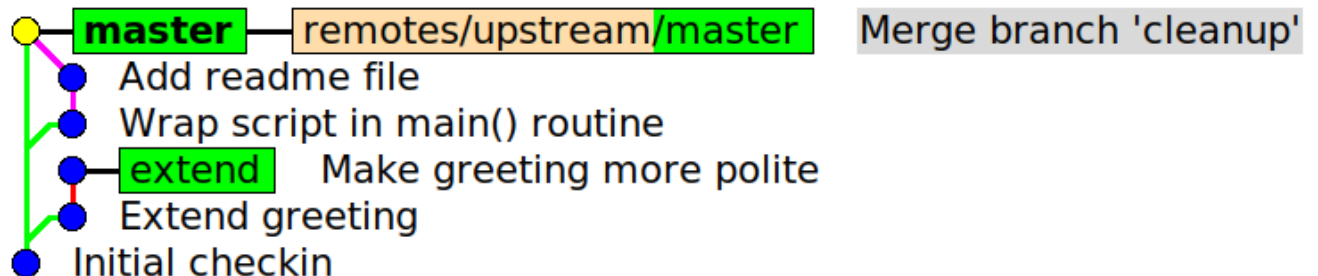 master remotes/upstream/master Merge branch 'cleanup'
Add readme file
Wrap script in main() routine
extend Make greeting more polite
Extend greeting
Initial checkin